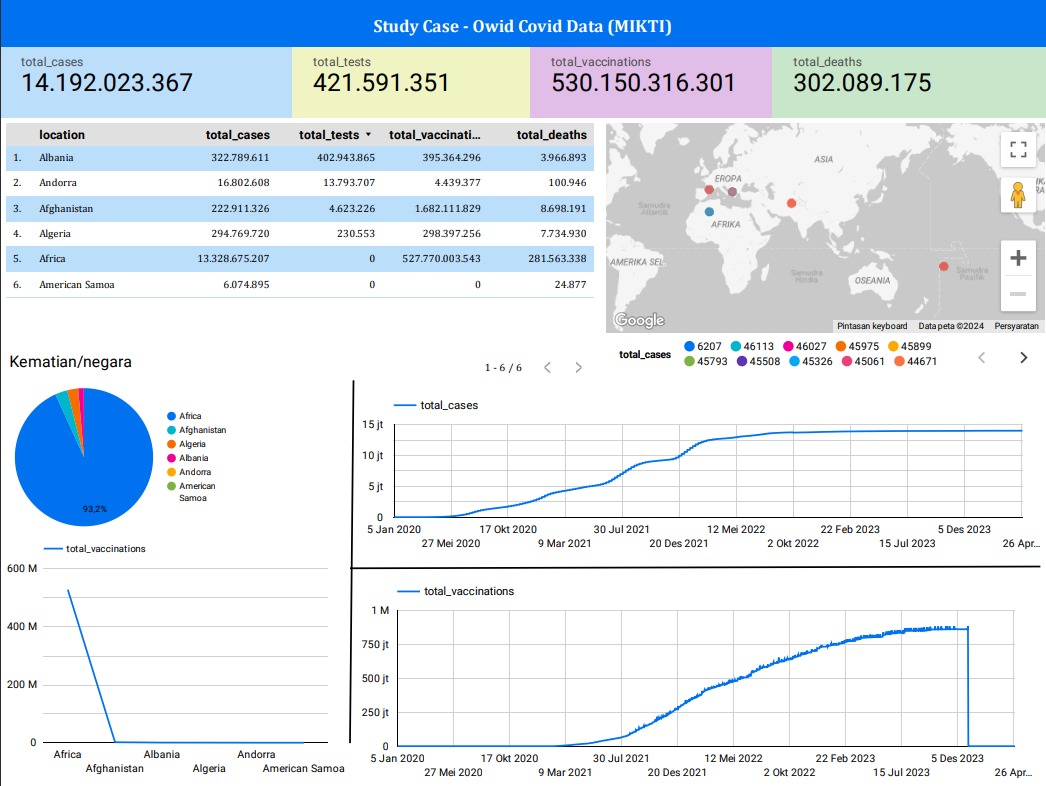 Study Case - Owid Covid Data (MIKTI)
total_cases
14.192.023.367
total_tests
421.591.351
total_vaccinations
530.150.316.301
total_deaths
302.089.175
location total_cases total_tests total_vaccinati... total_deaths
1. Albania 322.789.611 402.943.865 395.364.296 3.966.893
2. Andorra 16.802.608 13.793.707 4.439.377 100.946
3. Afghanistan 222.911.326 4.623.226 1.682.111.829 8.698.191
4. Algeria 294.769.720 230.553 298.397.256 7.734.930
5. Africa 13.328.675.207 0 527.770.003.543 281.563.338
6. American Samoa 6.074.895 0 0 24.877
1 - 6 / 6
ASIA
EROPA
Samudra
Atlantik
AFRIKA
AMERIKA SEL
Samudra
Hindia
OSEANIA
Samudra
Pasifik
Google
Pintasan keyboard Data peta ©2024 Persyaratan
total_cases
6207 46113 46027 45975 45899
45793 45508 45326 45061 44671
Kematian/negara
Africa
Afghanistan
Algeria
Albania
Andorra
American
Samoa
93,2%
total_cases
15 jt
10 jt
5 jt
0
5 Jan 2020 17 Okt 2020 30 Jul 2021 12 Mei 2022 22 Feb 2023 5 Des 2023
27 Mei 2020 9 Mar 2021 20 Des 2021 2 Okt 2022 15 Jul 2023 26 Apr...
total_vaccinations
600 M
400 M
200 M
0
Africa Albania Andorra
Afghanistan Algeria American Samoa
total_vaccinations
1 M
750 jt
500 jt
250 jt
0
5 Jan 2020 17 Okt 2020 30 Jul 2021 12 Mei 2022 22 Feb 2023 5 Des 2023
27 Mei 2020 9 Mar 2021 20 Des 2021 2 Okt 2022 15 Jul 2023 26 Apr...